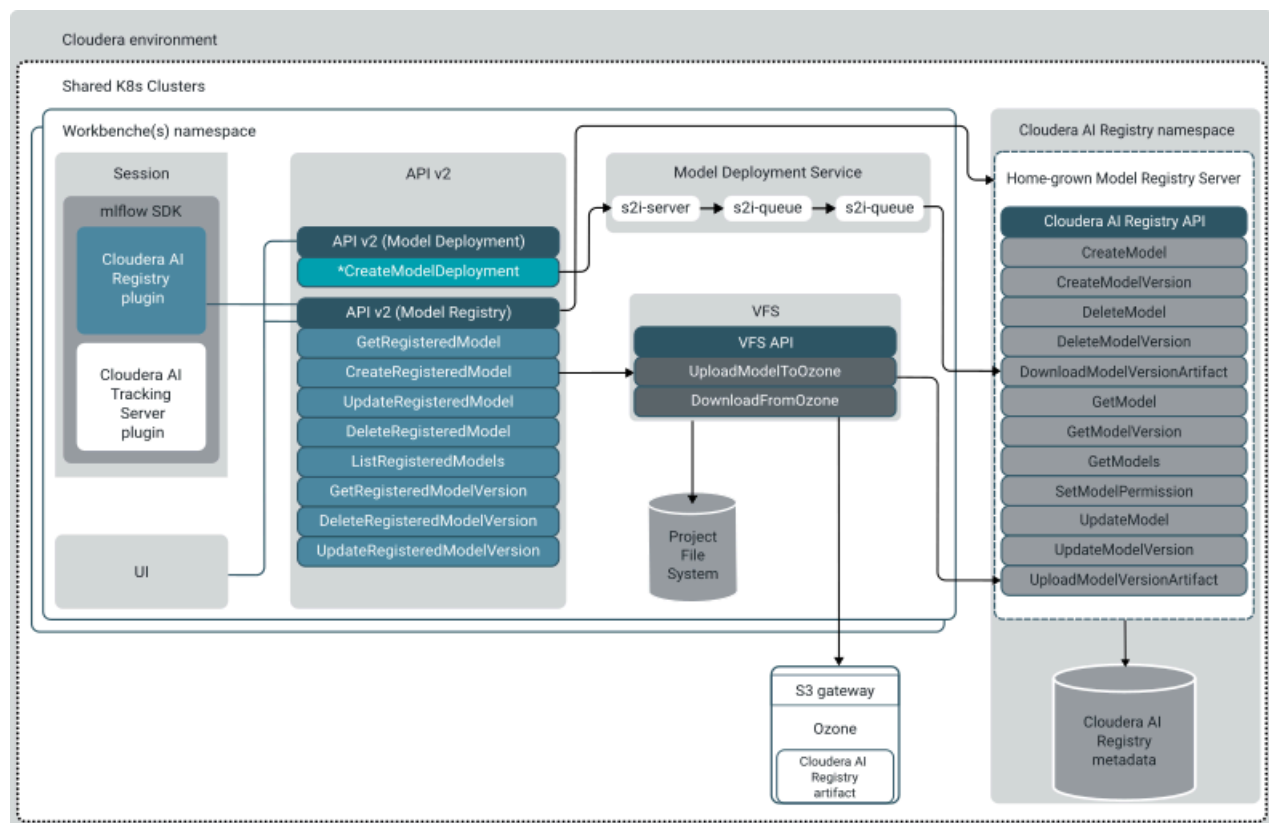 Cloudera environment
Shared K8s Clusters
Workbenche(s) namespace
Session
mlflow SDK
Cloudera AI
Registry
plugin
Cloudera AI
Tracking
Server
plugin
UI
API v2
API v2 (Model Deployment)
*CreateModelDeployment
API v2 (Model Registry)
GetRegisteredModel
CreateRegisteredModel
UpdateRegisteredModel
DeleteRegisteredModel
ListRegisteredModels
GetRegisteredModelVersion
DeleteRegisteredModelVersion
UpdateRegisteredModelVersion
Model Deployment Service
s2i-server
s2i-queue
s2i-queue
VFS
VFS API
UploadModelToOzone
DownloadFromOzone
Project
File
System
S3 gateway
Ozone
Cloudera AI
Registry
artifact
Cloudera AI Registry namespace
Home-grown Model Registry Server
Cloudera AI Registry API
CreateModel
CreateModelVersion
DeleteModel
DeleteModelVersion
DownloadModelVersionArtifact
GetModel
GetModelVersion
GetModels
SetModelPermission
UpdateModel
UpdateModelVersion
UploadModelVersionArtifact
Cloudera AI
Registry
metadata